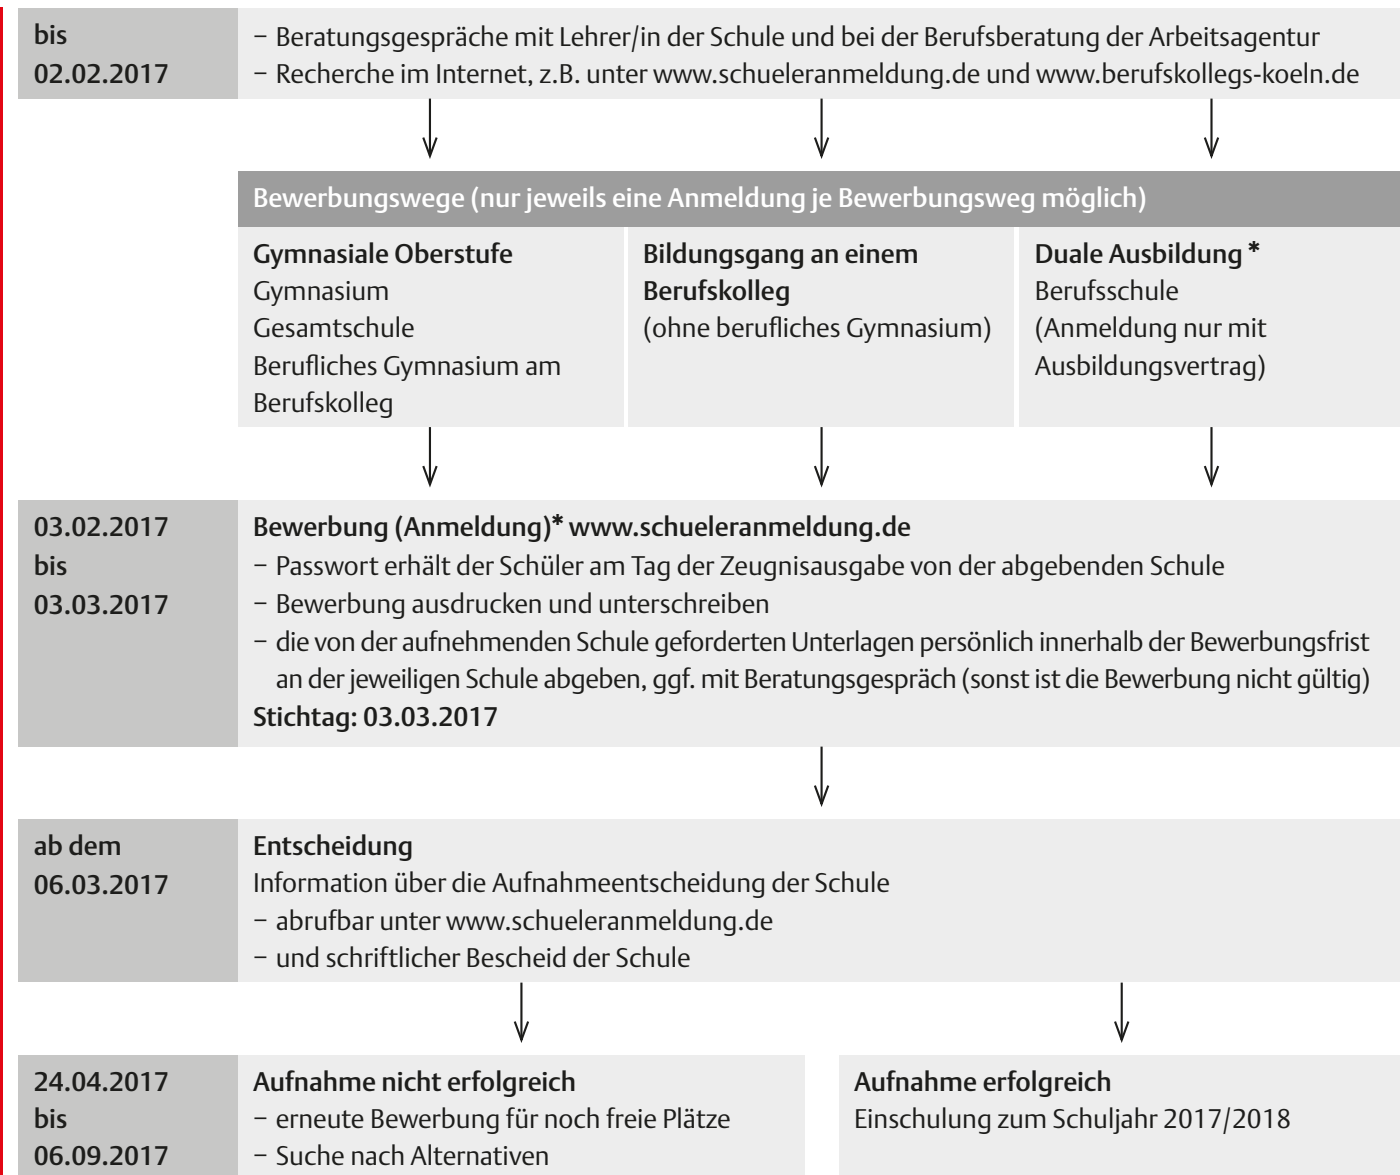 bis
02.02.2017
– Beratungsgespräche mit Lehrer/in der Schule und bei der Berufsberatung der Arbeitsagentur
– Recherche im Internet, z.B. unter www.schueleranmeldung.de und www.berufskollegs-koeln.de
Bewerbungswege (nur jeweils eine Anmeldung je Bewerbungsweg möglich)
Gymnasiale Oberstufe
Gymnasium
Gesamtschule
Berufliches Gymnasium am
Berufskolleg
Bildungsgang an einem
Berufskolleg
(ohne berufliches Gymnasium)
Duale Ausbildung *
Berufsschule
(Anmeldung nur mit
Ausbildungsvertrag)
03.02.2017
bis
03.03.2017
Bewerbung (Anmeldung)* www.schueleranmeldung.de
– Passwort erhält der Schüler am Tag der Zeugnisausgabe von der abgebenden Schule
– Bewerbung ausdrucken und unterschreiben
– die von der aufnehmenden Schule geforderten Unterlagen persönlich innerhalb der Bewerbungsfrist
an der jeweiligen Schule abgeben, ggf. mit Beratungsgespräch (sonst ist die Bewerbung nicht gültig)
Stichtag: 03.03.2017
ab dem
06.03.2017
Entscheidung
Information über die Aufnahmeentscheidung der Schule
– abrufbar unter www.schueleranmeldung.de
– und schriftlicher Bescheid der Schule
24.04.2017
bis
06.09.2017
Aufnahme nicht erfolgreich
– erneute Bewerbung für noch freie Plätze
– Suche nach Alternativen
Aufnahme erfolgreich
Einschulung zum Schuljahr 2017/2018